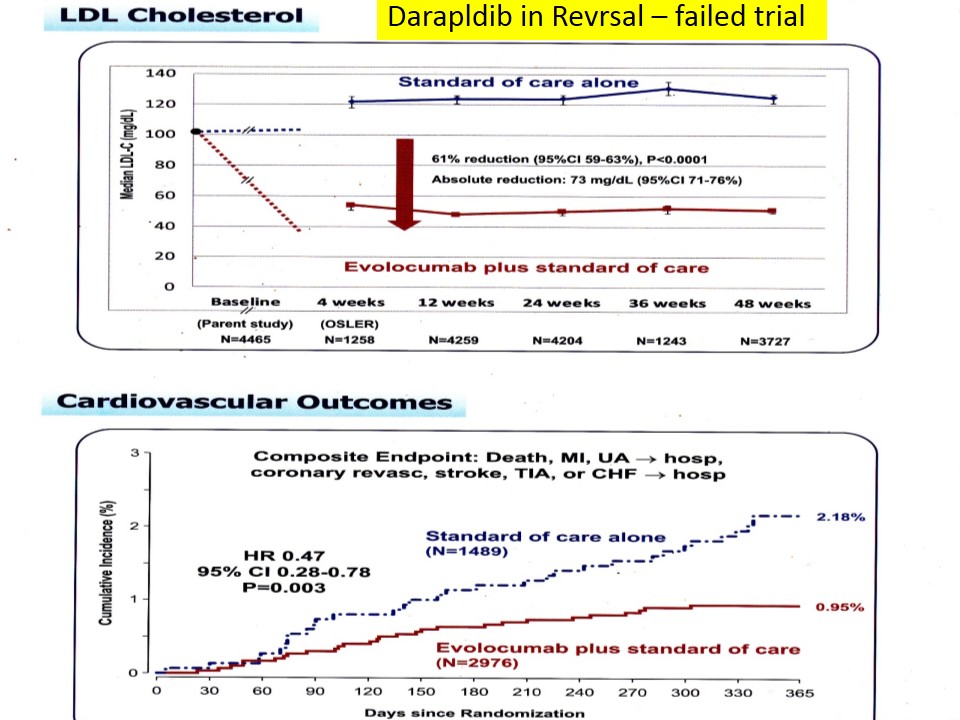 LDL Cholesterol
Darapldib in Revrsal – failed trial
Median LDL-C (mg/dL)
140
120
100
80
60
40
20
0
Standard of care alone
61% reduction (95%CI 59-63%), P<0.0001
Absolute reduction: 73 mg/dL (95%CI 71-76%)
Evolocumab plus standard of care
Baseline 4 weeks 12 weeks 24 weeks 36 weeks 48 weeks
(Parent study) (OSLER)
N=4465 N=1258 N=4259 N=4204 N=1243 N=3727
Cardiovascular Outcomes
Composite Endpoint: Death, MI, UA → hosp,
coronary revasc, stroke, TIA, or CHF → hosp
Cumulative Incidence (%)
3
2
1
0
2.18%
Standard of care alone
(N=1489)
HR 0.47
95% CI 0.28-0.78
P=0.003
0.95%
Evolocumab plus standard of care
(N=2976)
0 30 60 90 120 150 180 210 240 270 300 330 365
Days since Randomization